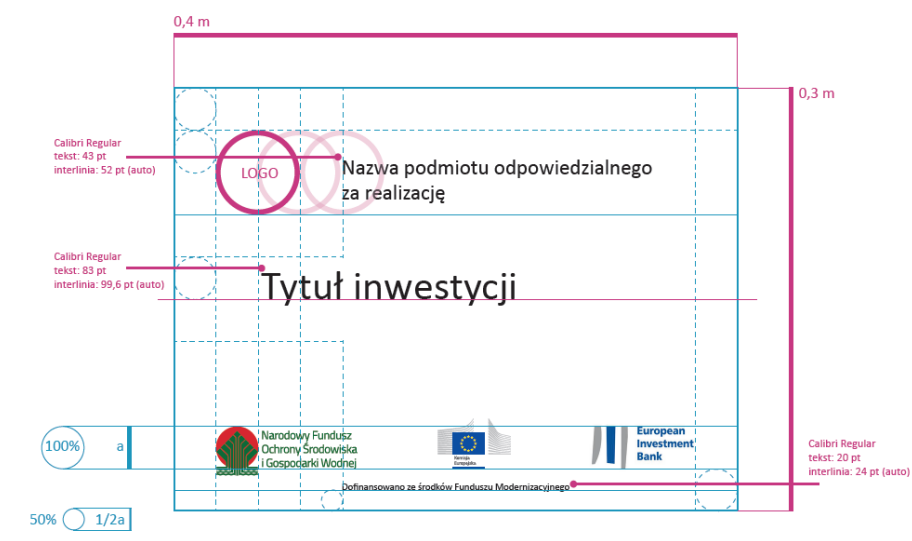 0,4 m
0,3 m
Calibri Regular
tekst: 43 pt
interlinia: 52 pt (auto)
LOGO
Nazwa podmiotu odpowiedzialnego
za realizację
Calibri Regular
tekst: 83 pt
interlinia: 99,6 pt (auto)
Tytuł inwestycji
100%
a
Narodowy Fundusz
Ochrony Środowiska
i Gospodarki Wodnej
Komisja
Europejska
European
Investment
Bank
Calibri Regular
tekst: 20 pt
interlinia: 24 pt (auto)
Dofinansowano ze środków Funduszu Modernizacyjnego
50%
1/2a